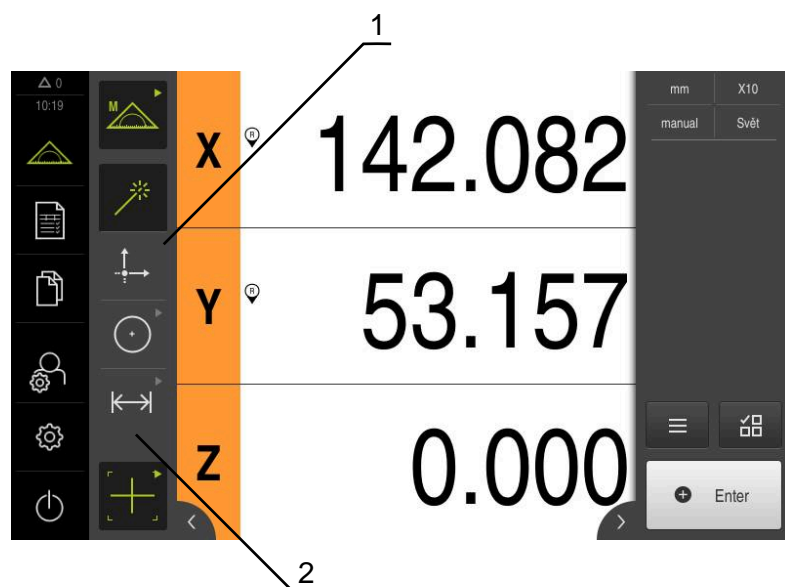 1
△ 0
10:19
M
X
R
142.082
mm
X10
manual
Svět
Y
R
53.157
Z
0.000
Enter
2